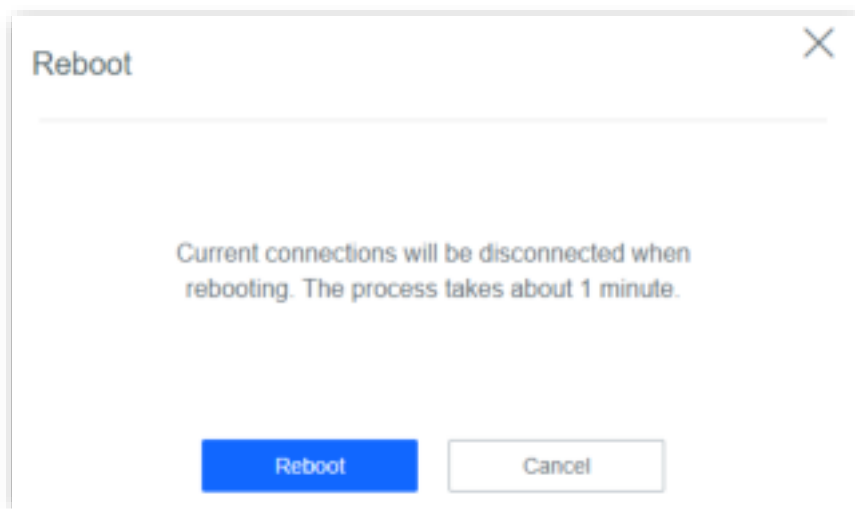 Reboot
Current connections will be disconnected when
rebooting. The process takes about 1 minute.
Reboot
Cancel